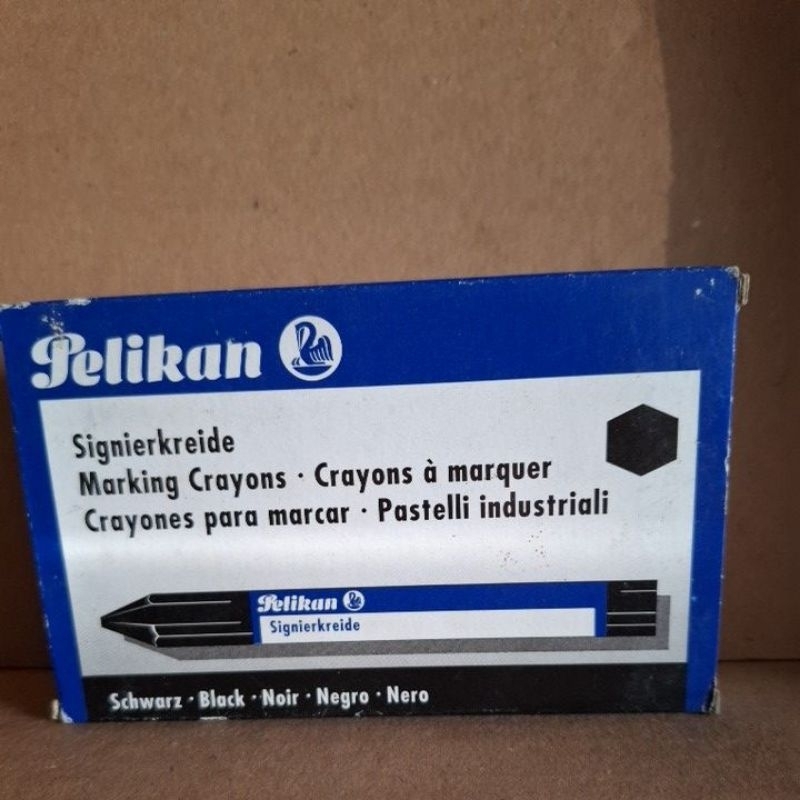 Pelikan
Signierkreide
Marking Crayons · Crayons à marquer
Crayones para marcar · Pastelli industriali
Pelikan
Signierkreide
Schwarz · Black · Noir · Negro · Nero